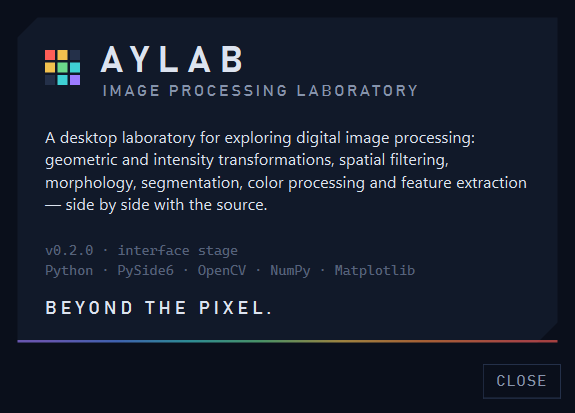 AYLAB
IMAGE PROCESSING LABORATORY
A desktop laboratory for exploring digital image processing:
geometric and intensity transformations, spatial filtering,
morphology, segmentation, color processing and feature extraction
— side by side with the source.
v0.2.0 · interface stage
Python · PySide6 · OpenCV · NumPy · Matplotlib
BEYOND THE PIXEL.
CLOSE